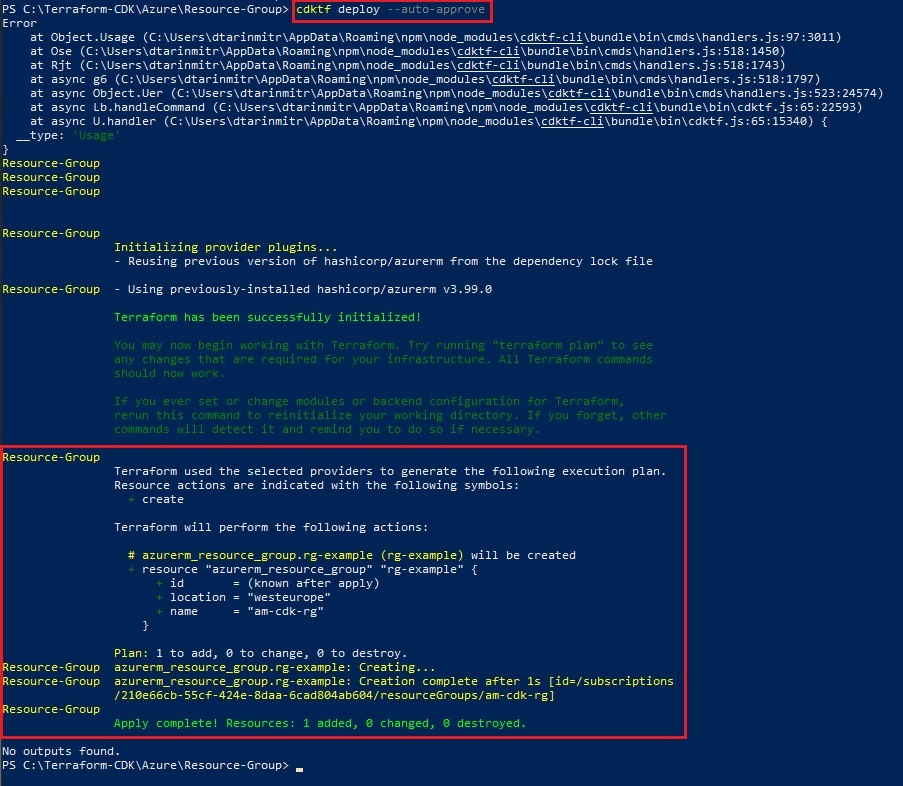 PS C:\Terraform-CDK\Azure\Resource-Group> cdktf deploy --auto-approve
Error
at Object.Usage (C:\Users\dtarinmitr\AppData\Roaming\npm\node_modules\cdktf-cli\bundle\bin\cmds\handlers.js:97:3011)
at Ose (C:\Users\dtarinmitr\AppData\Roaming\npm\node_modules\cdktf-cli\bundle\bin\cmds\handlers.js:518:1450)
at Rjt (C:\Users\dtarinmitr\AppData\Roaming\npm\node_modules\cdktf-cli\bundle\bin\cmds\handlers.js:518:1743)
at async g6 (C:\Users\dtarinmitr\AppData\Roaming\npm\node_modules\cdktf-cli\bundle\bin\cmds\handlers.js:518:1797)
at async Object.Uer (C:\Users\dtarinmitr\AppData\Roaming\npm\node_modules\cdktf-cli\bundle\bin\cmds\handlers.js:523:24574)
at async Lb.handleCommand (C:\Users\dtarinmitr\AppData\Roaming\npm\node_modules\cdktf-cli\bundle\bin\cdktf.js:65:22593)
at async U.handler (C:\Users\dtarinmitr\AppData\Roaming\npm\node_modules\cdktf-cli\bundle\bin\cdktf.js:65:15340) {
__type: 'Usage'
}
Resource-Group
Resource-Group
Resource-Group
Resource-Group
Initializing provider plugins...
- Reusing previous version of hashicorp/azurerm from the dependency lock file
Resource-Group - Using previously-installed hashicorp/azurerm v3.99.0
Terraform has been successfully initialized!
You may now begin working with Terraform. Try running "terraform plan" to see
any changes that are required for your infrastructure. All Terraform commands
should now work.
If you ever set or change modules or backend configuration for Terraform,
rerun this command to reinitialize your working directory. If you forget, other
commands will detect it and remind you to do so if necessary.
Resource-Group
Terraform used the selected providers to generate the following execution plan.
Resource actions are indicated with the following symbols:
+ create
Terraform will perform the following actions:
# azurerm_resource_group.rg-example (rg-example) will be created
+ resource "azurerm_resource_group" "rg-example" {
+ id = (known after apply)
+ location = "westeurope"
+ name = "am-cdk-rg"
}
Plan: 1 to add, 0 to change, 0 to destroy.
Resource-Group azurerm_resource_group.rg-example: Creating...
Resource-Group azurerm_resource_group.rg-example: Creation complete after 1s [id=/subscriptions
/210e66cb-55cf-424e-8daa-6cad804ab604/resourceGroups/am-cdk-rg]
Resource-Group
Apply complete! Resources: 1 added, 0 changed, 0 destroyed.
No outputs found.
PS C:\Terraform-CDK\Azure\Resource-Group>